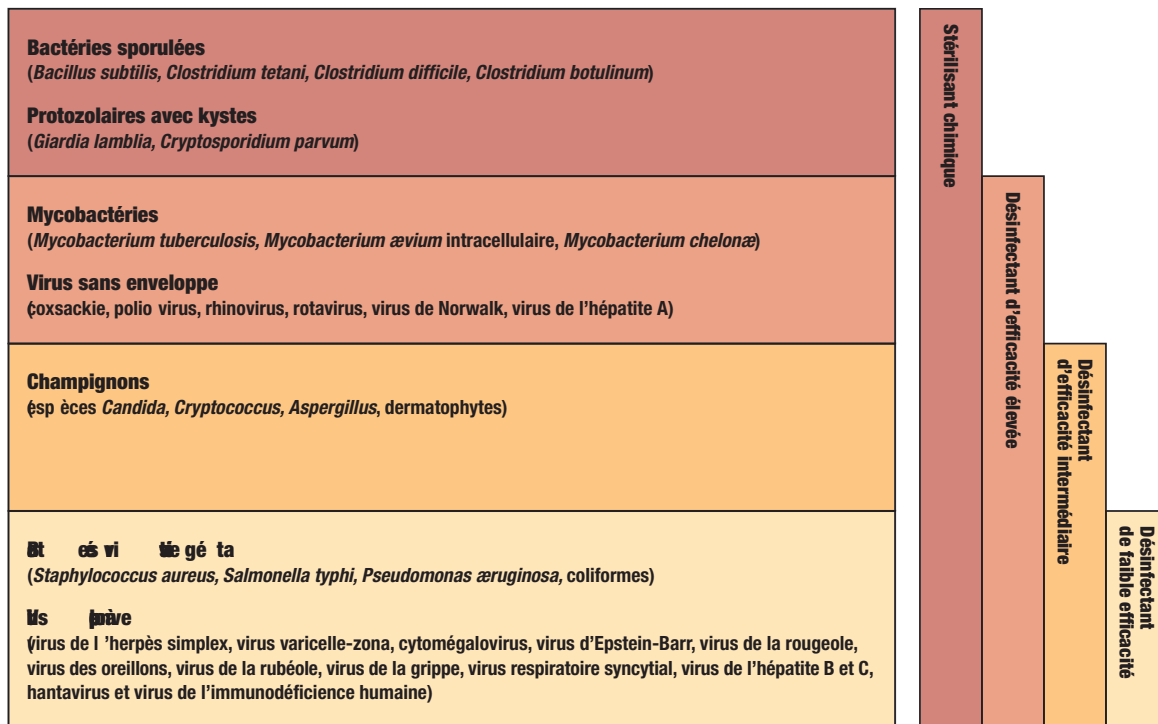 Bactéries sporulées
(Bacillus subtilis, Clostridium tetani, Clostridium difficile, Clostridium botulinum)
Protozolaires avec kystes
(Giardia lamblia, Cryptosporidium parvum)
Mycobactéries
(Mycobacterium tuberculosis, Mycobacterium ævium intracellulaire, Mycobacterium chelonæ)
Virus sans enveloppe
(coxsackie, polio virus, rhinovirus, rotavirus, virus de Norwalk, virus de l’hépatite A)
Champignons
(esp èces Candida, Cryptococcus, Aspergillus, dermatophytes)
(Staphylococcus aureus, Salmonella typhi, Pseudomonas æruginosa, coliformes)
(virus de l ’herpès simplex, virus varicelle-zona, cytomégalovirus, virus d’Epstein-Barr, virus de la rougeole,
virus des oreillons, virus de la rubéole, virus de la grippe, virus respiratoire syncytial, virus de l’hépatite B et C,
hantavirus et virus de l’immunodéficience humaine)
Stérilisant chimique
Désinfectant d’efficacité élevée
Désinfectant
d’efficacité intermédiaire
Désinfectant
de faible efficacité